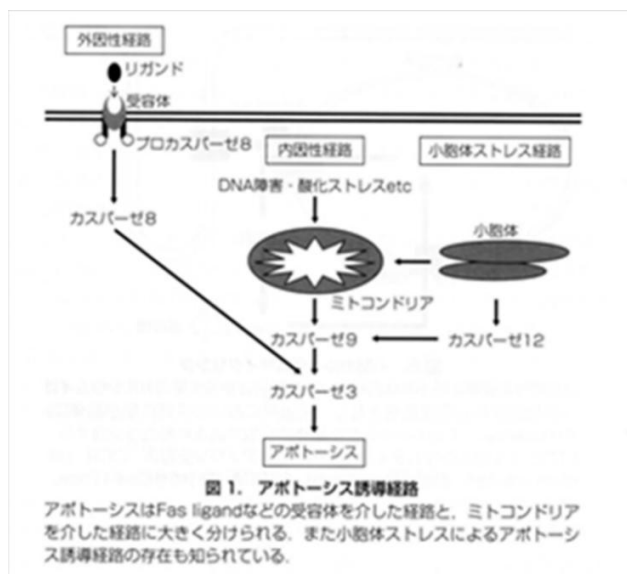 外因性経路
リガンド
受容体
プロカスパーゼ8
内因性経路
小胞体ストレス経路
DNA障害・酸化ストレスetc
カスパーゼ8
小胞体
ミトコンドリア
カスパーゼ9
カスパーゼ12
カスパーゼ3
アポトーシス
図 1. アポトーシス誘導経路
アポトーシスはFas ligandなどの受容体を介した経路と，ミトコンドリア
を介した経路に大きく分けられる．また小胞体ストレスによるアポトーシ
ス誘導経路の存在も知られている．